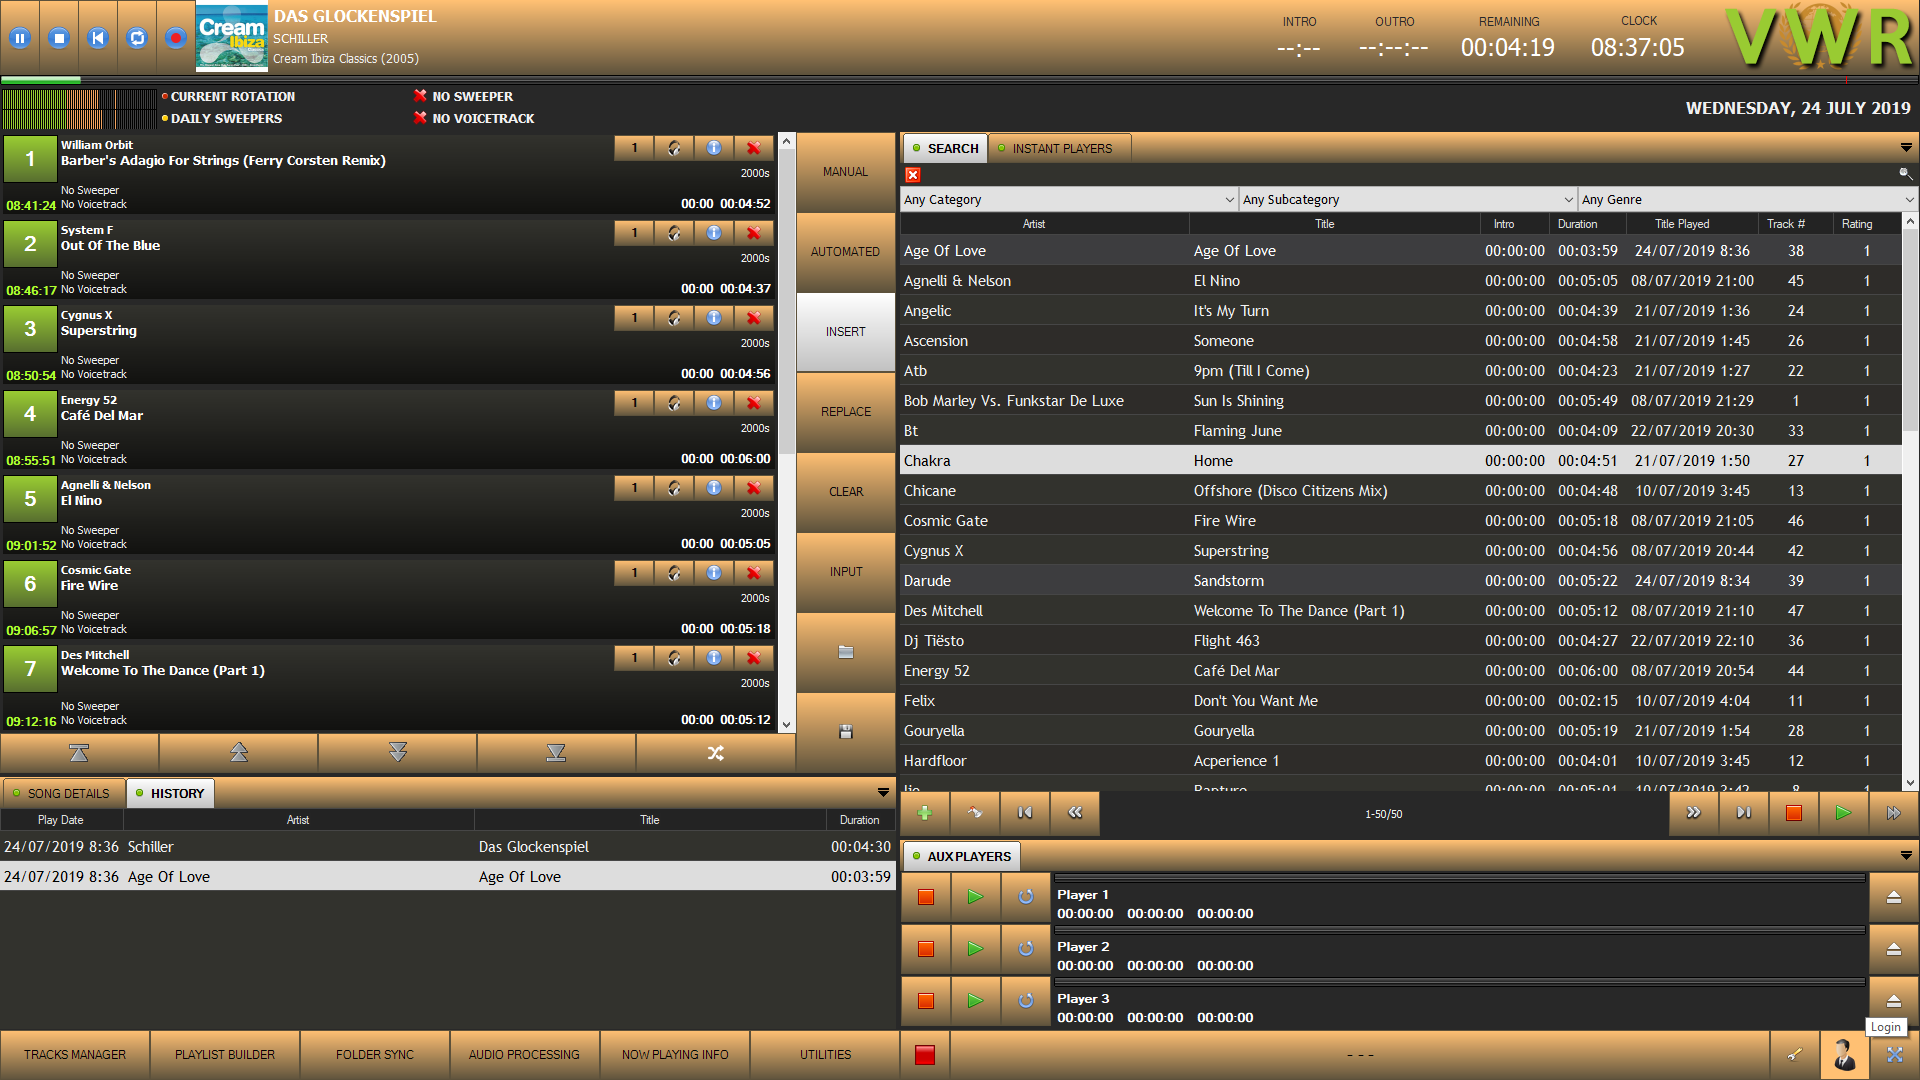 DAS GLOCKENSPIEL
SCHILLER
Cream Ibiza Classics (2005)
Cream
Ibiza
INTRO
--:--
OUTRO
--:--:--
REMAINING
00:04:19
CLOCK
08:37:05
VWR
CURRENT ROTATION
NO SWEEPER
DAILY SWEEPERS
NO VOICETRACK
WEDNESDAY, 24 JULY 2019
1 William Orbit 1
Barber's Adagio For Strings (Ferry Corsten Remix)
2000s
No Sweeper
08:41:24 No Voicetrack 00:00 00:04:52
2 System F 1
Out Of The Blue
2000s
No Sweeper
08:46:17 No Voicetrack 00:00 00:04:37
3 Cygnus X 1
Superstring
2000s
No Sweeper
08:50:54 No Voicetrack 00:00 00:04:56
4 Energy 52 1
Café Del Mar
2000s
No Sweeper
08:55:51 No Voicetrack 00:00 00:06:00
5 Agnelli & Nelson 1
El Nino
2000s
No Sweeper
09:01:52 No Voicetrack 00:00 00:05:05
6 Cosmic Gate 1
Fire Wire
2000s
No Sweeper
09:06:57 No Voicetrack 00:00 00:05:18
7 Des Mitchell 1
Welcome To The Dance (Part 1)
2000s
No Sweeper
09:12:16 No Voicetrack 00:00 00:05:12
MANUAL
AUTOMATED
INSERT
REPLACE
CLEAR
INPUT
SONG DETAILS HISTORY
Play Date Artist Title Duration
24/07/2019 8:36 Schiller Das Glockenspiel 00:04:30
24/07/2019 8:36 Age Of Love Age Of Love 00:03:59
SEARCH INSTANT PLAYERS
Any Category Any Subcategory Any Genre
Artist Title Intro Duration Title Played Track # Rating
Age Of Love Age Of Love 00:00:00 00:03:59 24/07/2019 8:36 38 1
Agnelli & Nelson El Nino 00:00:00 00:05:05 08/07/2019 21:00 45 1
Angelic It's My Turn 00:00:00 00:04:39 21/07/2019 1:36 24 1
Ascension Someone 00:00:00 00:04:58 21/07/2019 1:45 26 1
Atb 9pm (Till I Come) 00:00:00 00:04:23 21/07/2019 1:27 22 1
Bob Marley Vs. Funkstar De Luxe Sun Is Shining 00:00:00 00:05:49 08/07/2019 21:29 1 1
Bt Flaming June 00:00:00 00:04:09 22/07/2019 20:30 33 1
Chakra Home 00:00:00 00:04:51 21/07/2019 1:50 27 1
Chicane Offshore (Disco Citizens Mix) 00:00:00 00:04:48 10/07/2019 3:45 13 1
Cosmic Gate Fire Wire 00:00:00 00:05:18 08/07/2019 21:05 46 1
Cygnus X Superstring 00:00:00 00:04:56 08/07/2019 20:44 42 1
Darude Sandstorm 00:00:00 00:05:22 24/07/2019 8:34 39 1
Des Mitchell Welcome To The Dance (Part 1) 00:00:00 00:05:12 08/07/2019 21:10 47 1
Dj Tiësto Flight 463 00:00:00 00:04:27 22/07/2019 22:10 36 1
Energy 52 Café Del Mar 00:00:00 00:06:00 08/07/2019 20:54 44 1
Felix Don't You Want Me 00:00:00 00:02:15 10/07/2019 4:04 11 1
Gouryella Gouryella 00:00:00 00:05:19 21/07/2019 1:54 28 1
Hardfloor Acperience 1 00:00:00 00:04:01 10/07/2019 3:45 12 1
1-50/50
AUX PLAYERS
Player 1
00:00:00 00:00:00 00:00:00
Player 2
00:00:00 00:00:00 00:00:00
Player 3
00:00:00 00:00:00 00:00:00
Login
TRACKS MANAGER PLAYLIST BUILDER FOLDER SYNC AUDIO PROCESSING NOW PLAYING INFO UTILITIES - - -